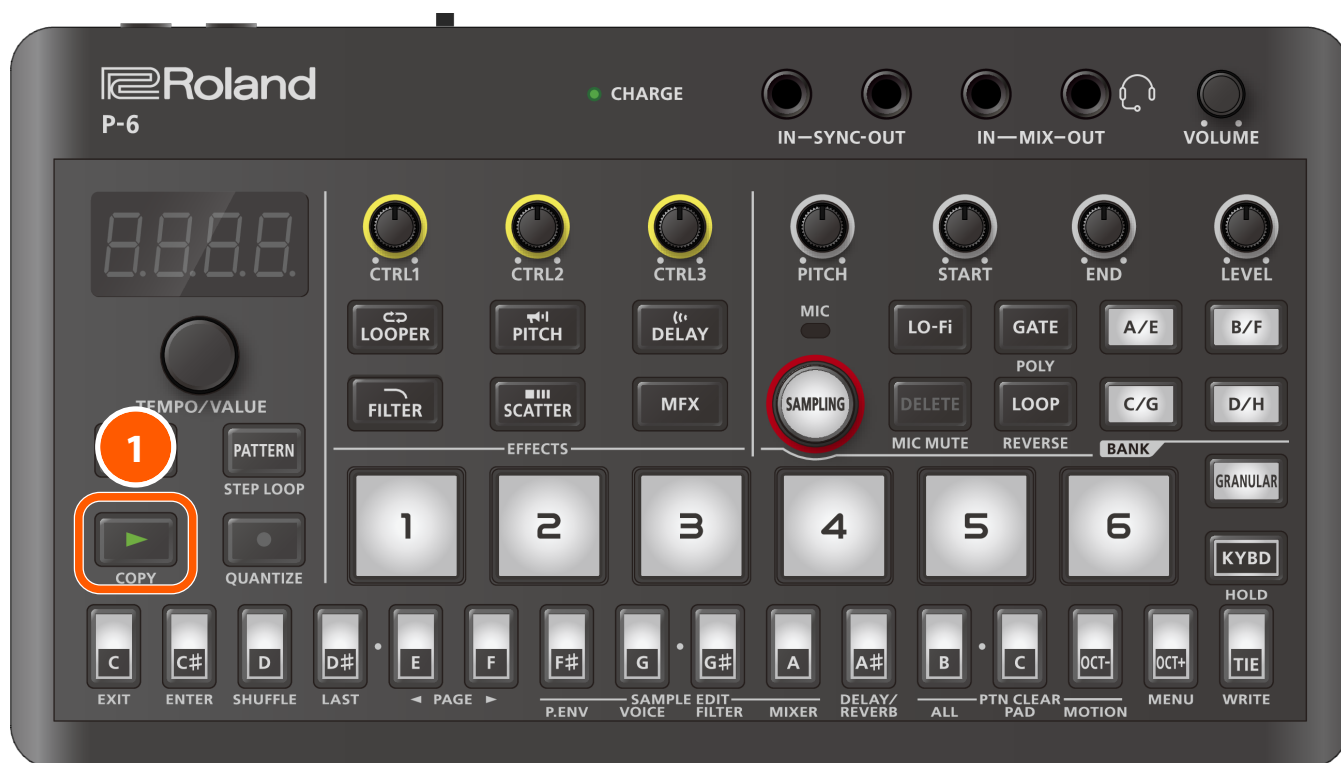 Roland
P-6
CHARGE
IN-SYNC-OUT
IN-MIX-OUT
VOLUME
8.8.8.8.
CTRL1
CTRL2
CTRL3
PITCH
START
END
LEVEL
TEMPO/VALUE
LOOPER
PITCH
DELAY
MIC
LO-Fi
GATE
A/E
B/F
POLY
FILTER
SCATTER
MFX
SAMPLING
DELETE
LOOP
C/G
D/H
MIC MUTE
REVERSE
BANK
EFFECTS
1
PATTERN
STEP LOOP
GRANULAR
1
2
3
4
5
6
COPY
QUANTIZE
KYBD
HOLD
C
C#
D
D#
E
F
F#
G
G#
A
A#
B
C
OCT-
OCT+
TIE
EXIT
ENTER
SHUFFLE
LAST
◄ PAGE ►
SAMPLE EDIT
P.ENV
VOICE
FILTER
MIXER
DELAY/
REVERB
PTN CLEAR
ALL
PAD
MOTION
MENU
WRITE